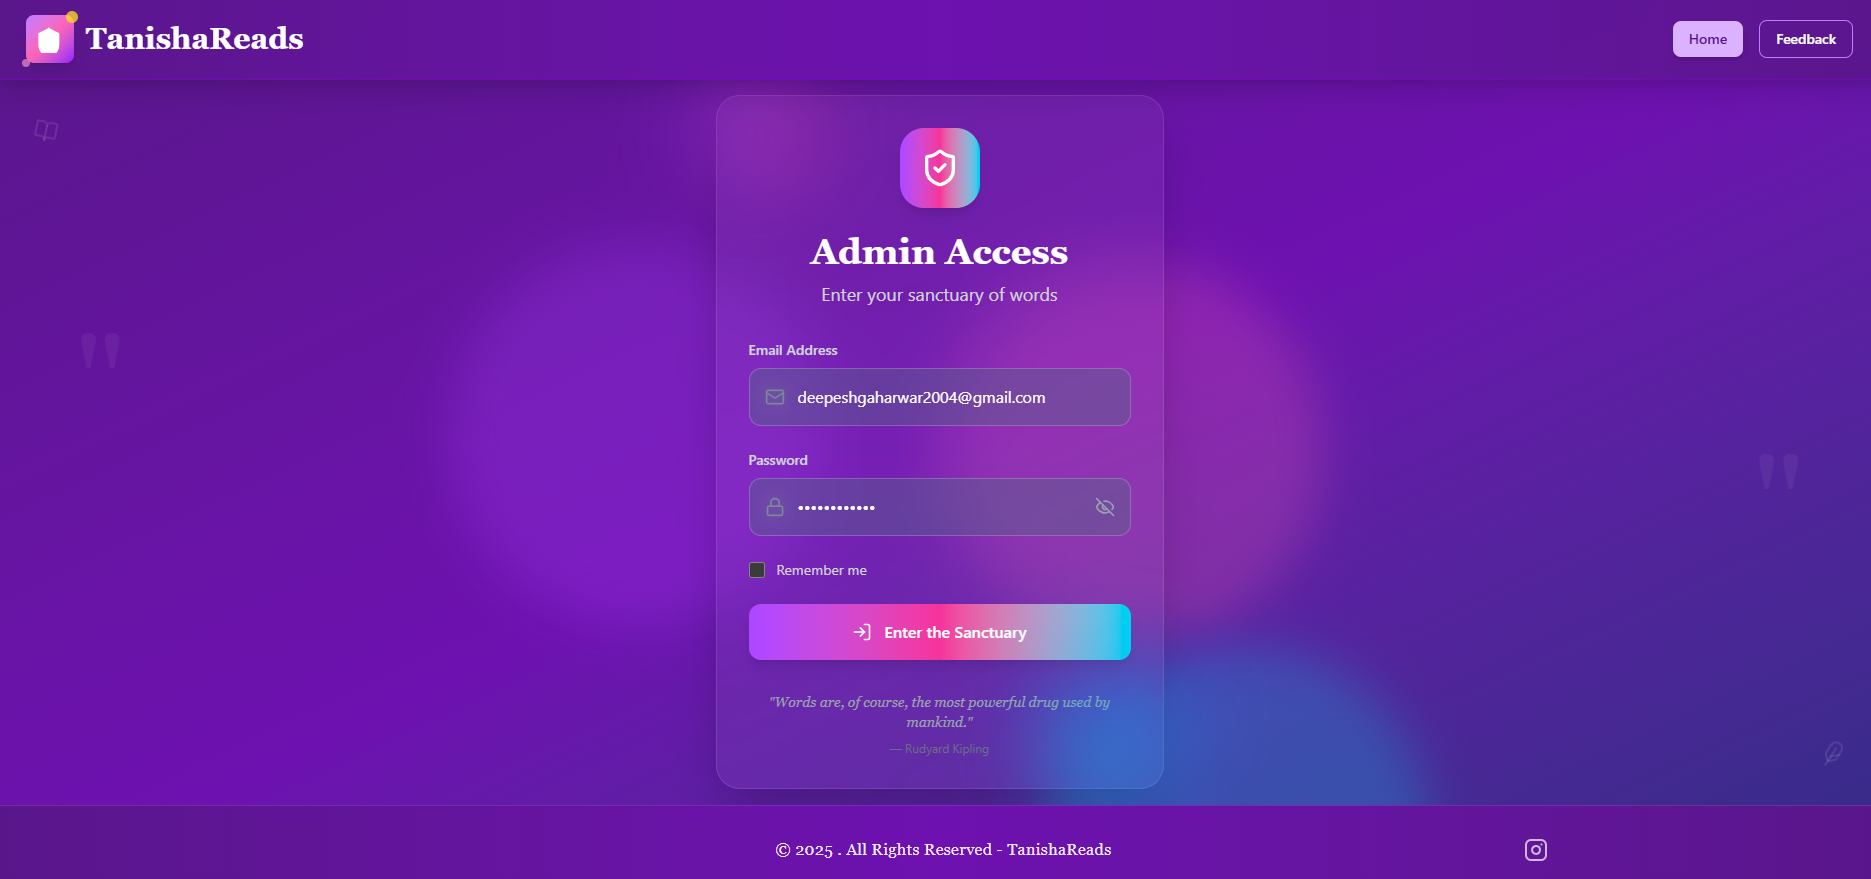 TanishaReads
Home
Feedback
Admin Access
Enter your sanctuary of words
Email Address
deepeshgaharwar2004@gmail.com
Password
••••••••••••
Remember me
Enter the Sanctuary
"Words are, of course, the most powerful drug used by
mankind."
— Rudyard Kipling
© 2025 . All Rights Reserved - TanishaReads